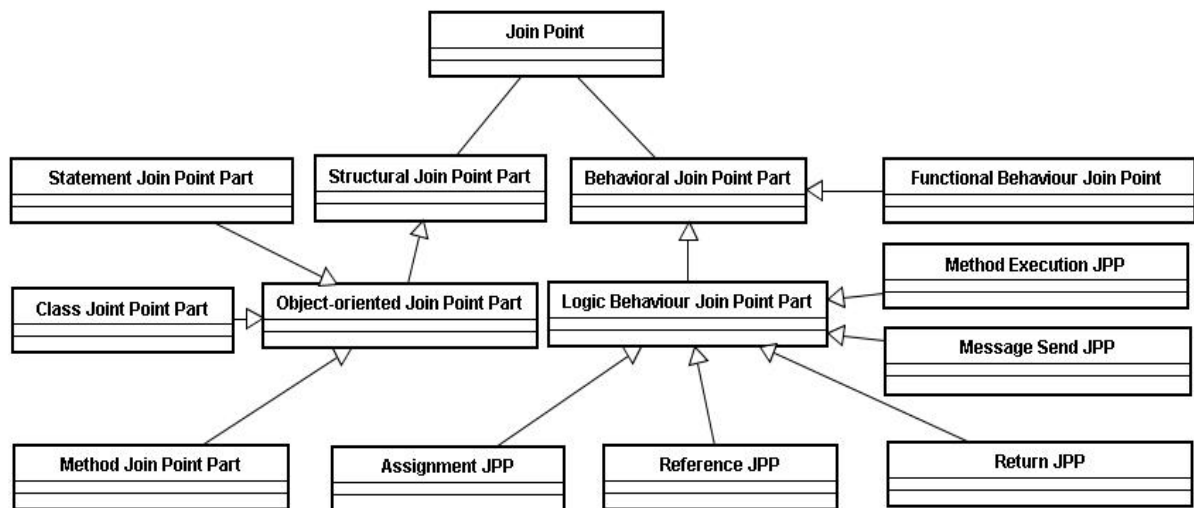 Join Point
Statement Join Point Part
Structural Join Point Part
Behavioral Join Point Part
Functional Behaviour Join Point
Method Execution JPP
Class Joint Point Part
Object-oriented Join Point Part
Logic Behaviour Join Point Part
Message Send JPP
Method Join Point Part
Assignment JPP
Reference JPP
Return JPP